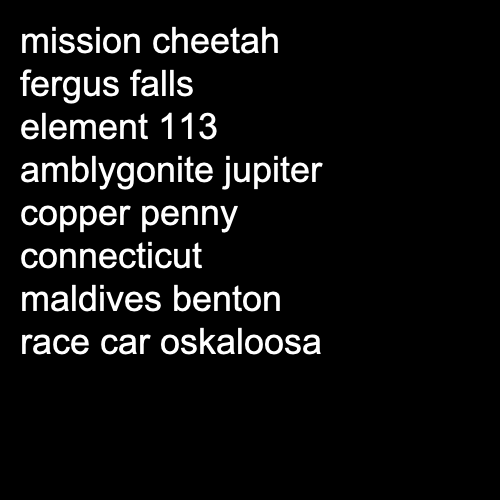 mission cheetah
fergus falls
element 113
amblygonite jupiter
copper penny
connecticut
maldives benton
race car oskaloosa